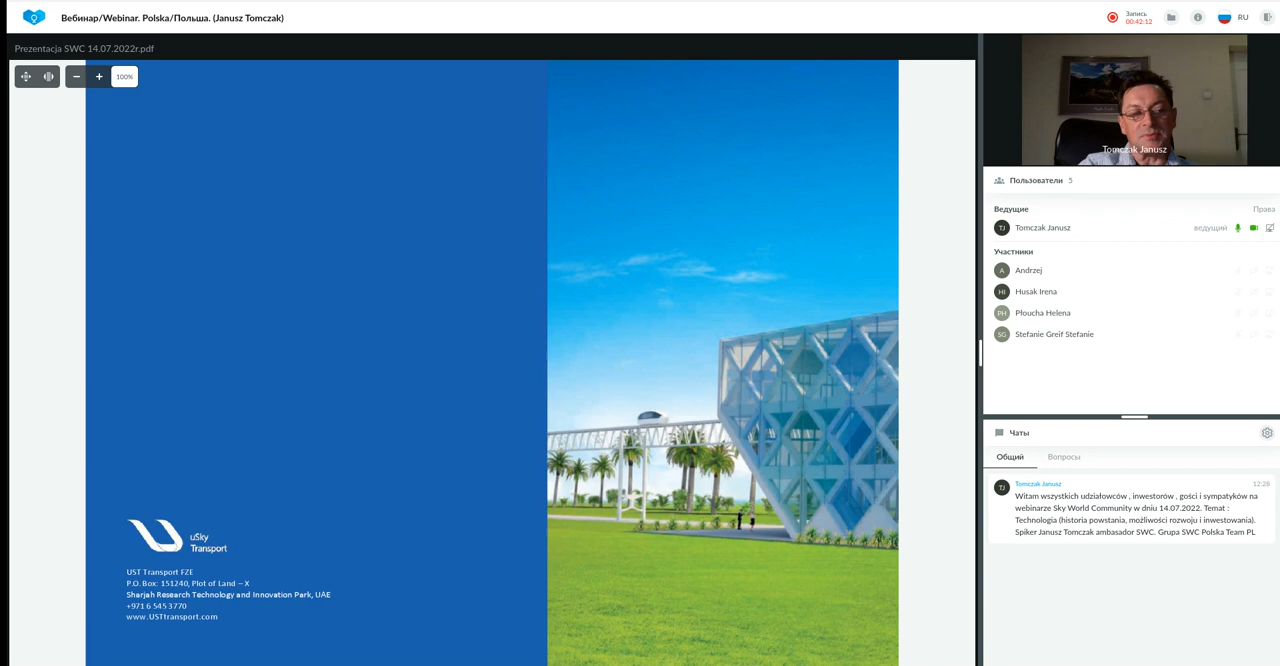 Вебинар/Webinar. Polska/Польша. (Janusz Tomczak)
Запись
00:42:12
RU
Prezentacja SWC 14.07.2022r.pdf
100%
uSky
Transport
UST Transport FZE
P.O. Box: 151240, Plot of Land – X
Sharjah Research Technology and Innovation Park, UAE
+971 6 545 3770
www.USTtransport.com
Tomczak Janusz
Пользователи 5
Ведущие Права
TJ Tomczak Janusz ведущий
Участники
A Andrzej
HI Husak Irena
PH Płoucha Helena
SG Stefanie Greif Stefanie
Чаты
Общий Вопросы
TJ Tomczak Janusz 12:28
Witam wszystkich udziałowców , inwestorów , gości i sympatyków na
webinarze Sky World Community w dniu 14.07.2022. Temat :
Technologia (historia powstania, możliwości rozwoju i inwestowania).
Spiker Janusz Tomczak ambasador SWC. Grupa SWC Polska Team PL